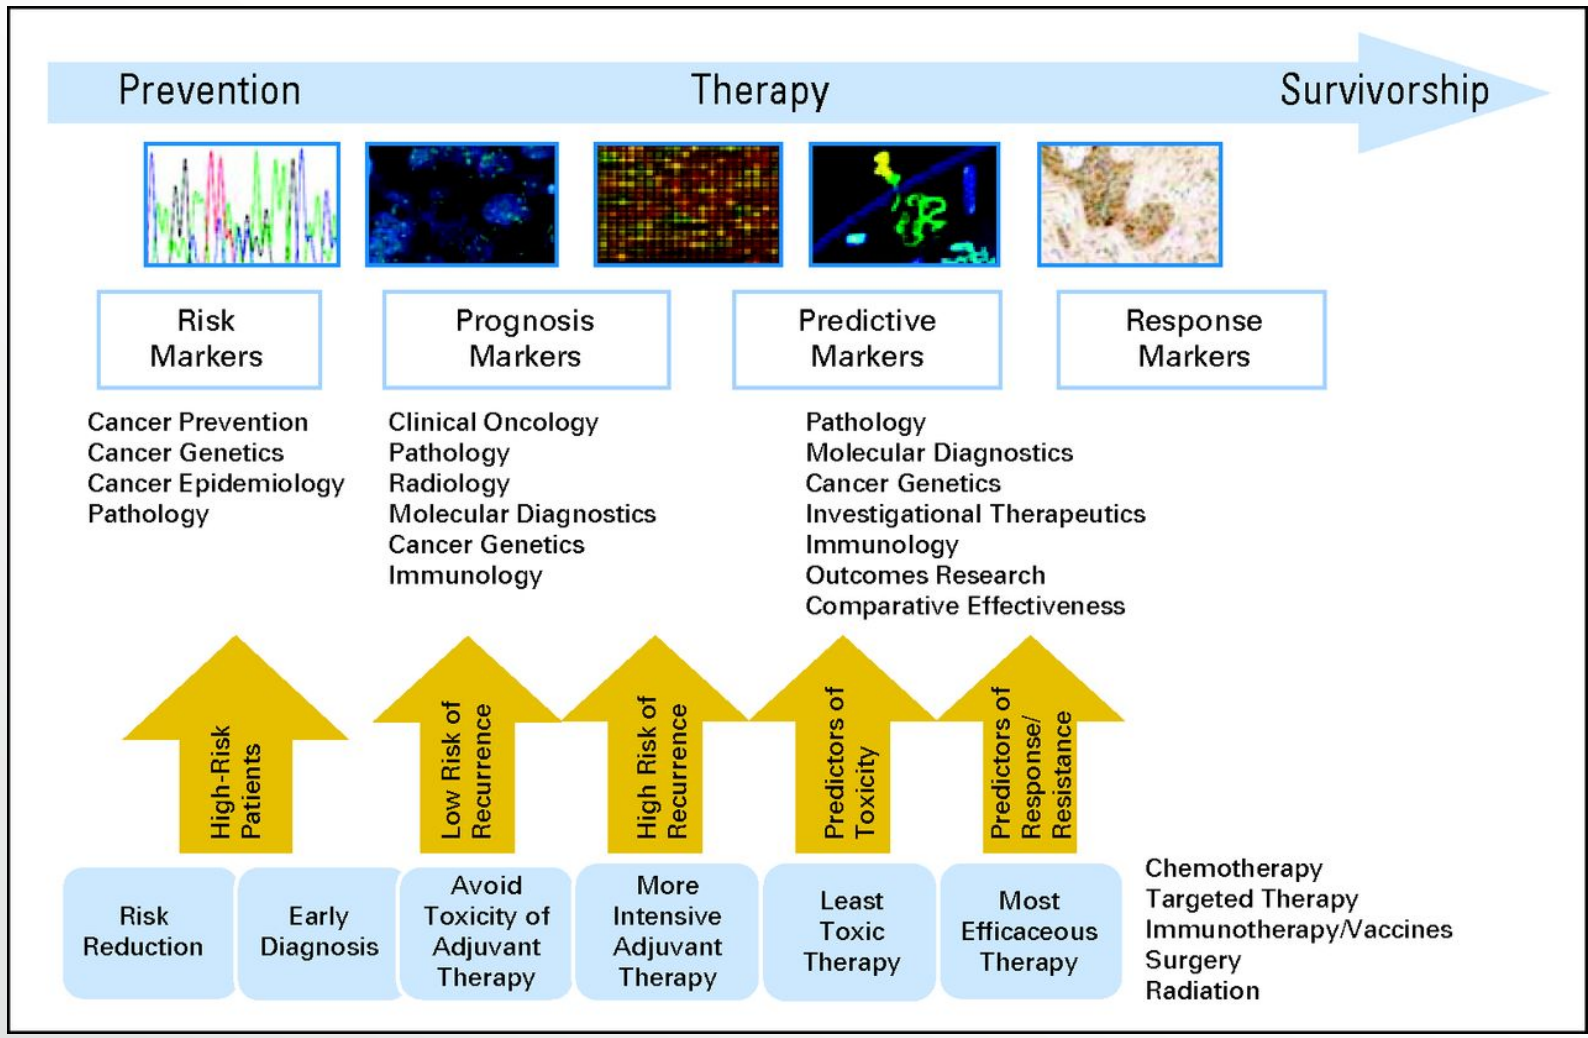 Prevention
Therapy
Survivorship
Risk
Markers
Prognosis
Markers
Predictive
Markers
Response
Markers
Cancer Prevention
Cancer Genetics
Cancer Epidemiology
Pathology
Clinical Oncology
Pathology
Radiology
Molecular Diagnostics
Cancer Genetics
Immunology
Pathology
Molecular Diagnostics
Cancer Genetics
Investigational Therapeutics
Immunology
Outcomes Research
Comparative Effectiveness
High-Risk
Patients
Low Risk of
Recurrence
High Risk of
Recurrence
Predictors of
Toxicity
Predictors of
Response/
Resistance
Risk
Reduction
Early
Diagnosis
Avoid
Toxicity of
Adjuvant
Therapy
More
Intensive
Adjuvant
Therapy
Least
Toxic
Therapy
Most
Efficaceous
Therapy
Chemotherapy
Targeted Therapy
Immunotherapy/Vaccines
Surgery
Radiation